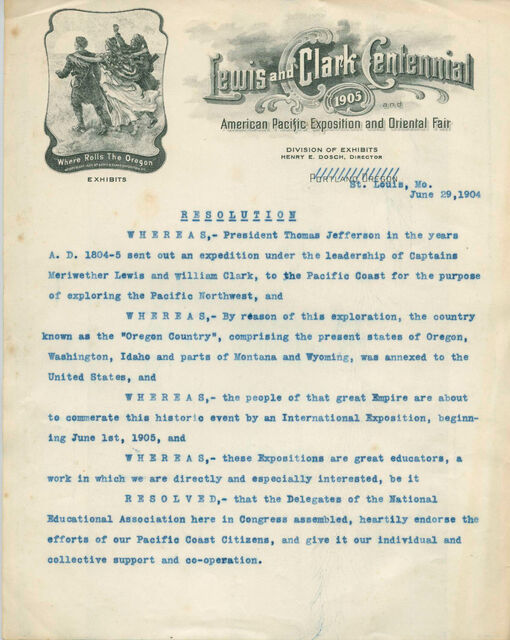 Lewis and Clark Centennial
1905
and
American Pacific Exposition and Oriental Fair
Where Rolls The Oregon
DIVISION OF EXHIBITS
HENRY E. DOSCH, DIRECTOR
EXHIBITS
PORTLAND OREGON
St. Louis, Mo.
June 29, 1904
RESOLUTION
WHEREAS,- President Thomas Jefferson in the years
A. D. 1804-5 sent out an expedition under the leadership of Captains
Meriwether Lewis and William Clark, to the Pacific Coast for the purpose
of exploring the Pacific Northwest, and
WHEREAS,- By reason of this exploration, the country
known as the "Oregon Country", comprising the present states of Oregon,
Washington, Idaho and parts of Montana and Wyoming, was annexed to the
United States, and
WHEREAS,- the people of that great Empire are about
to commerate this historic event by an International Exposition, beginn-
ing June 1st, 1905, and
WHEREAS,- these Expositions are great educators, a
work in which we are directly and especially interested, be it
RESOLVED,- that the Delegates of the National
Educational Association here in Congress assembled, heartily endorse the
efforts of our Pacific Coast Citizens, and give it our individual and
collective support and co-operation.